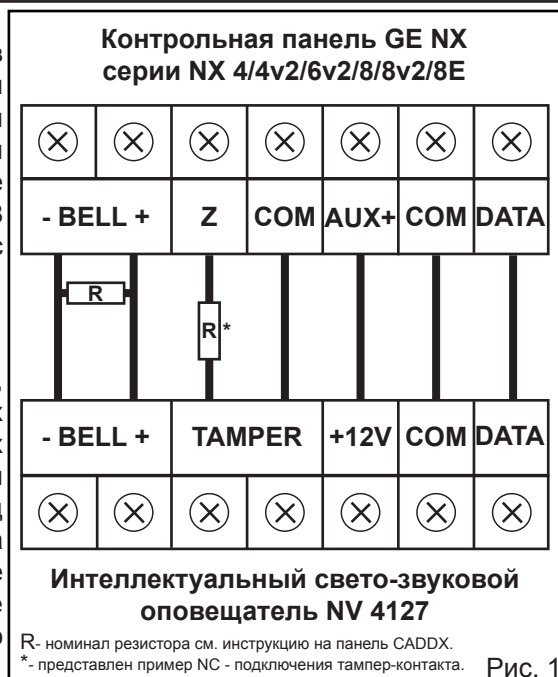 Контрольная панель GE NX
серии NX 4/4v2/6v2/8/8v2/8E
- BELL + Z COM AUX+ COM DATA
R
R *
- BELL + TAMPER +12V COM DATA
Интеллектуальный свето-звуковой
оповещатель NV 4127
R- номинал резистора см. инструкцию на панель CADDX.
*- представлен пример NC - подключения тампер-контакта.
Рис. 1